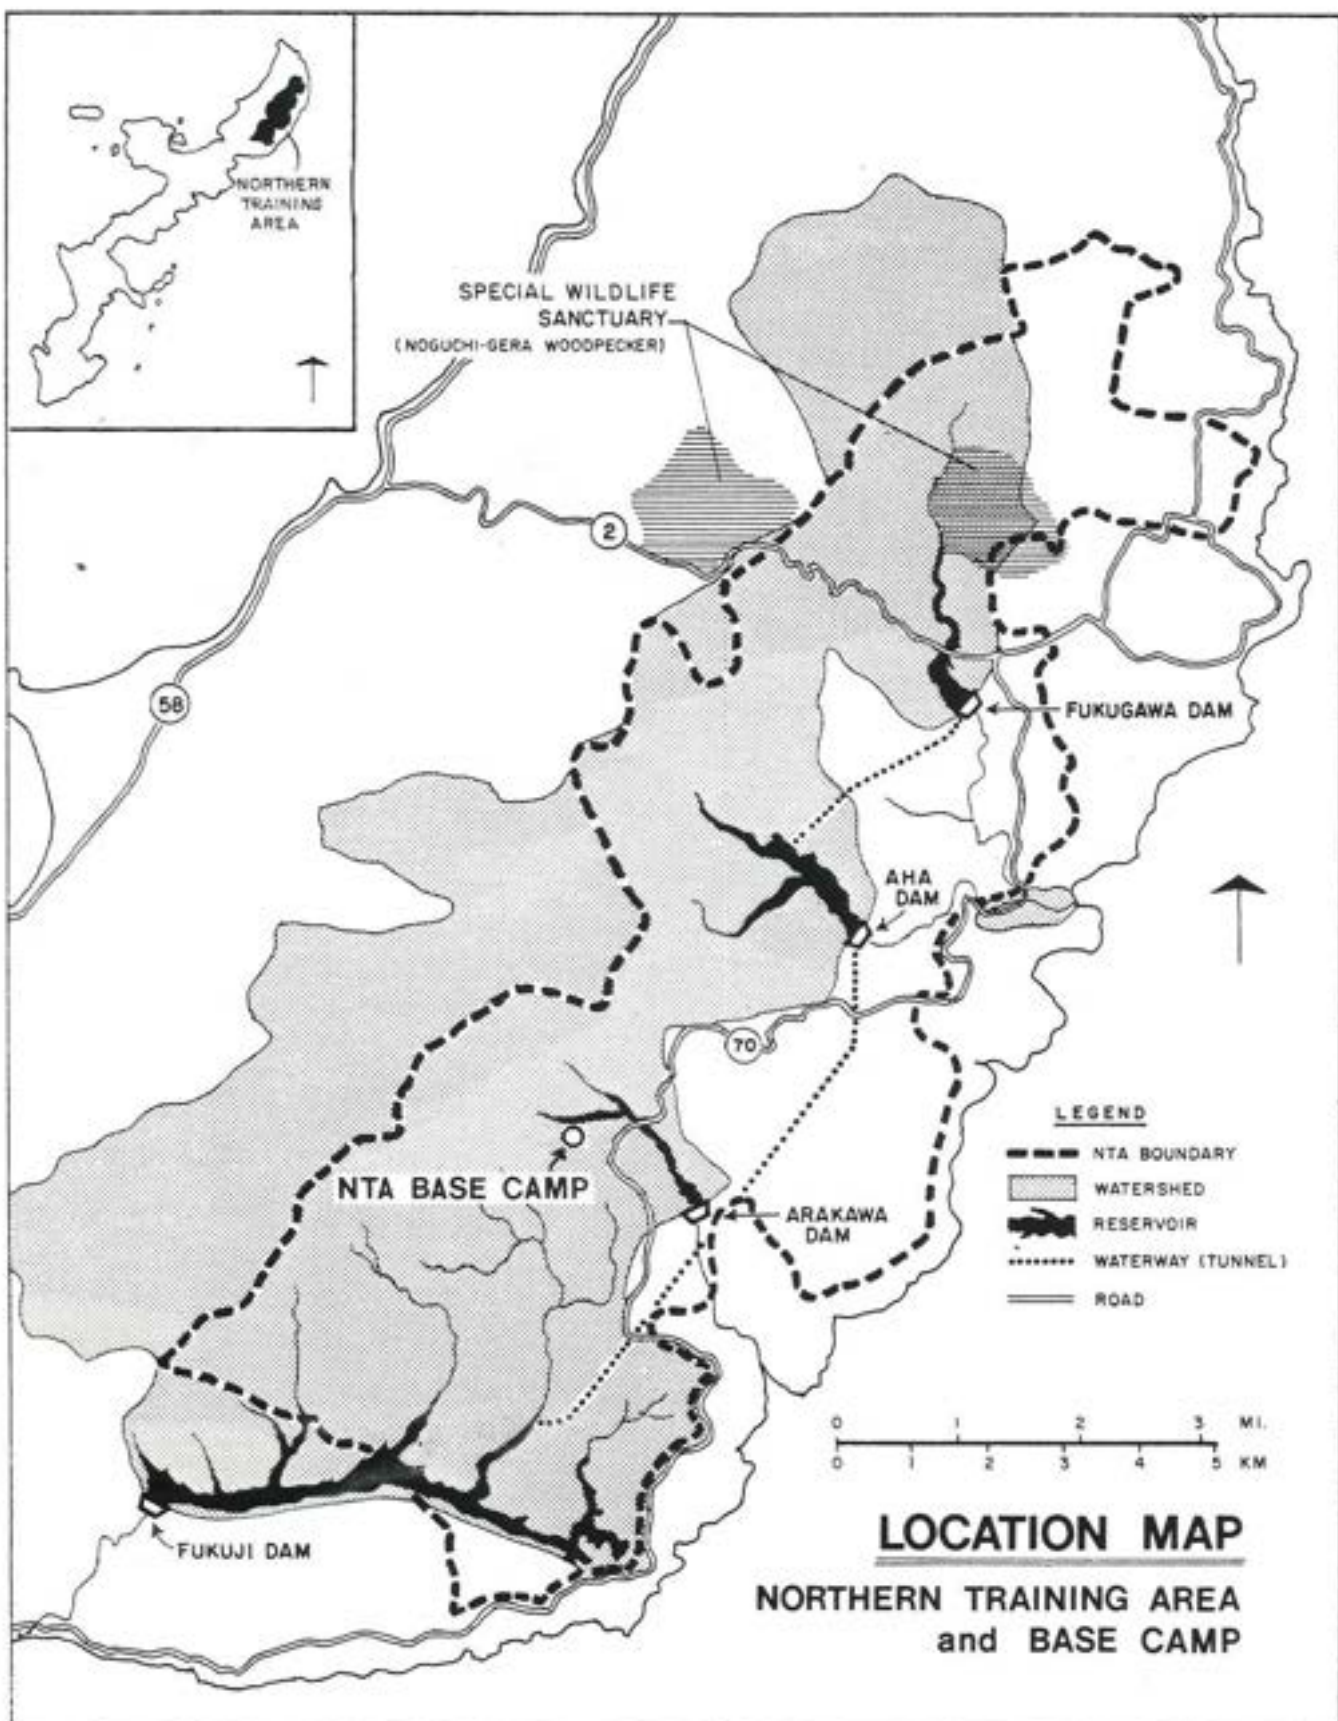 NORTHERN
TRAINING
AREA
SPECIAL WILDLIFE
SANCTUARY
(NOGUCHI-GERA WOODPECKER)
2
58
FUKUGAWA DAM
AHA
DAM
70
NTA BASE CAMP
ARAKAWA
DAM
FUKUJI DAM
LEGEND
NTA BOUNDARY
WATERSHED
RESERVOIR
WATERWAY (TUNNEL)
ROAD
0 1 2 3 MI.
0 1 2 3 4 5 KM
LOCATION MAP
NORTHERN TRAINING AREA
and BASE CAMP